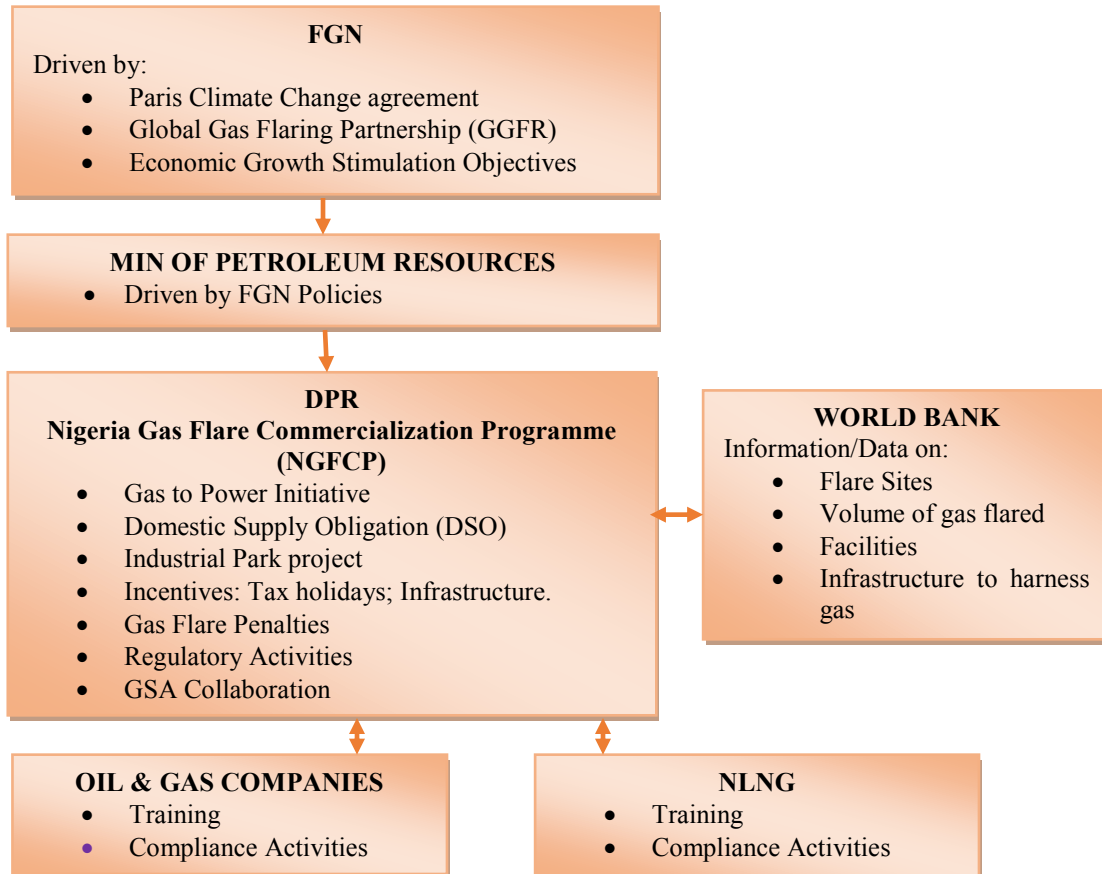 FGN
Driven by:
• Paris Climate Change agreement
• Global Gas Flaring Partnership (GGFR)
• Economic Growth Stimulation Objectives
MIN OF PETROLEUM RESOURCES
• Driven by FGN Policies
DPR
Nigeria Gas Flare Commercialization Programme
(NGFCP)
• Gas to Power Initiative
• Domestic Supply Obligation (DSO)
• Industrial Park project
• Incentives: Tax holidays; Infrastructure.
• Gas Flare Penalties
• Regulatory Activities
• GSA Collaboration
WORLD BANK
Information/Data on:
• Flare Sites
• Volume of gas flared
• Facilities
• Infrastructure to harness
gas
OIL & GAS COMPANIES
• Training
• Compliance Activities
NLNG
• Training
• Compliance Activities